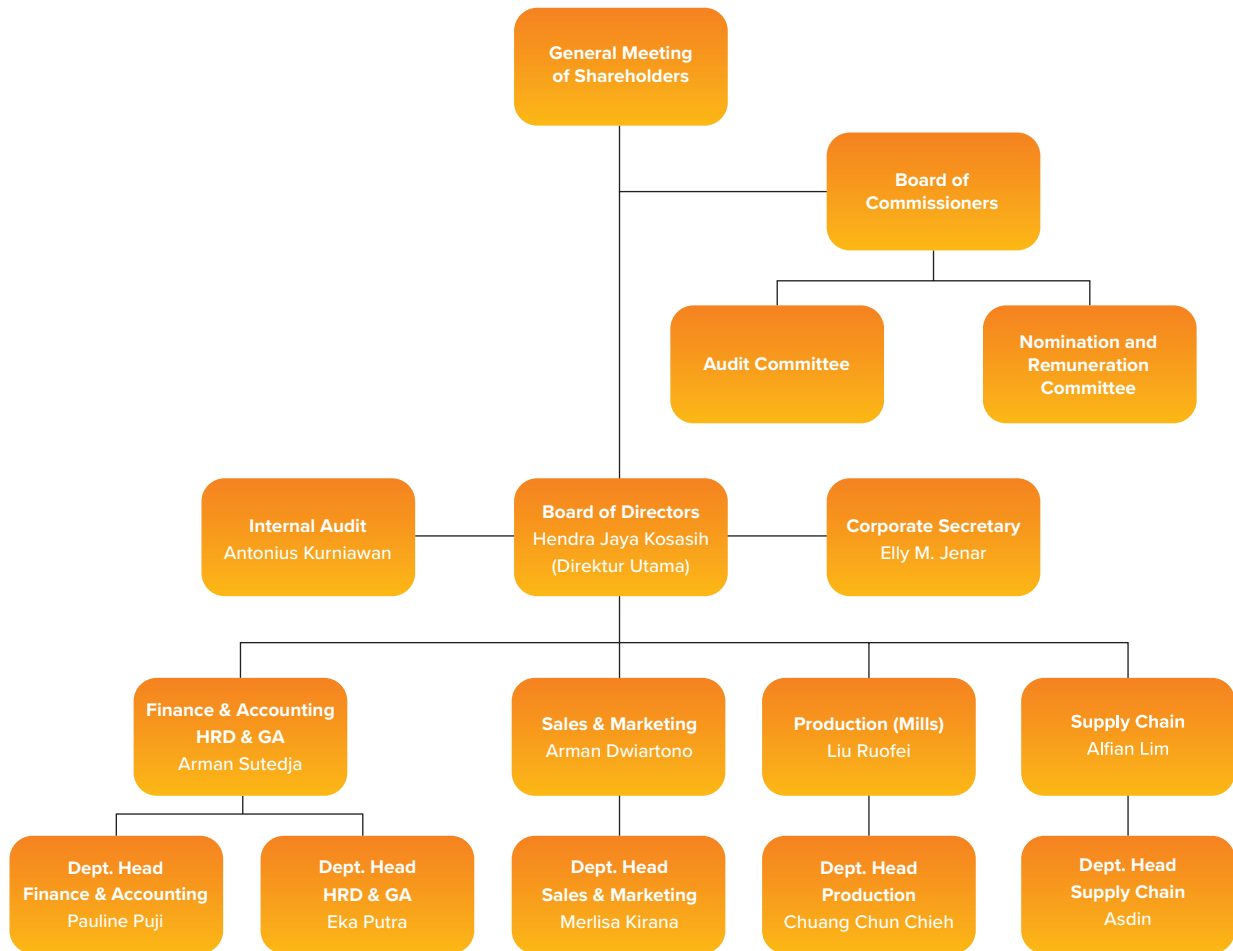 General Meeting
of Shareholders
Board of
Commissioners
Audit Committee
Nomination and
Remuneration
Committee
Internal Audit
Antonius Kurniawan
Board of Directors
Hendra Jaya Kosasih
(Direktur Utama)
Corporate Secretary
Elly M. Jenar
Finance & Accounting
HRD & GA
Arman Sutedja
Sales & Marketing
Arman Dwiartono
Production (Mills)
Liu Ruofei
Supply Chain
Alfian Lim
Dept. Head
Finance & Accounting
Pauline Puji
Dept. Head
HRD & GA
Eka Putra
Dept. Head
Sales & Marketing
Merlisa Kirana
Dept. Head
Production
Chuang Chun Chieh
Dept. Head
Supply Chain
Asdin